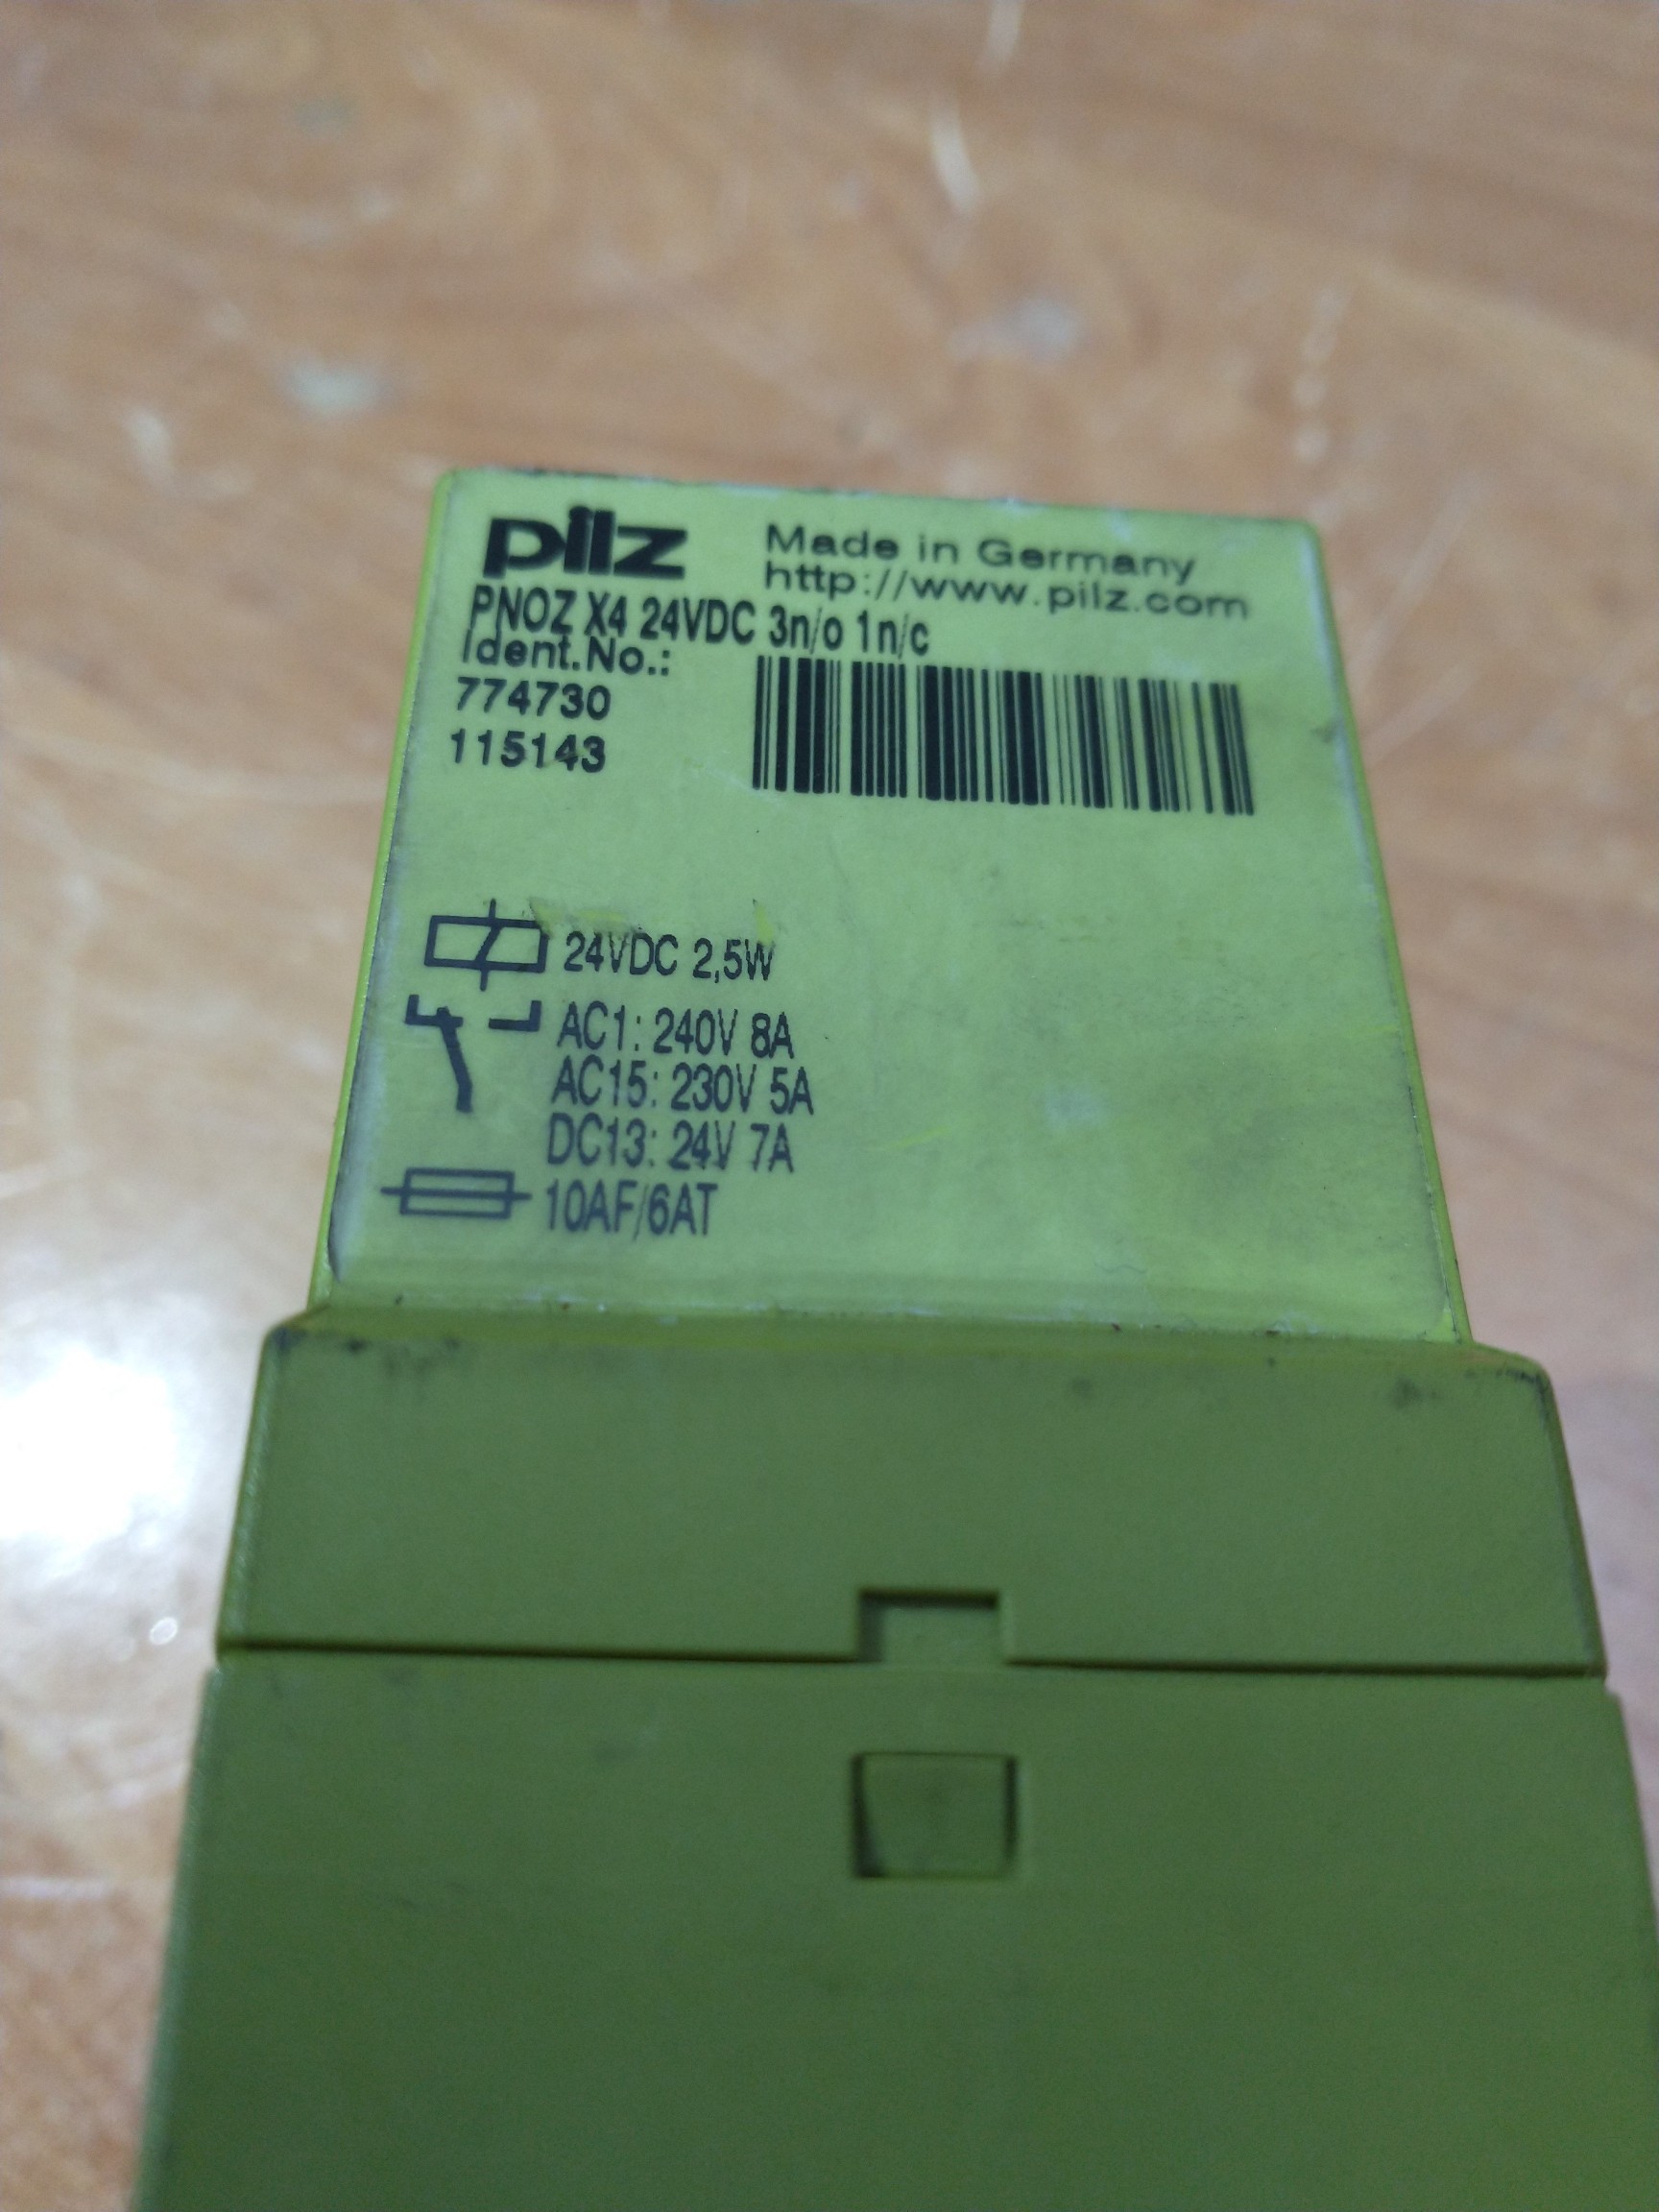 pilz
Made in Germany
http://www.pilz.com
PNOZ X4 24VDC 3n/o 1n/c
Ident.No.:
774730
115143
24VDC 2,5W
AC1: 240V 8A
AC15: 230V 5A
DC13: 24V 7A
10AF/6AT